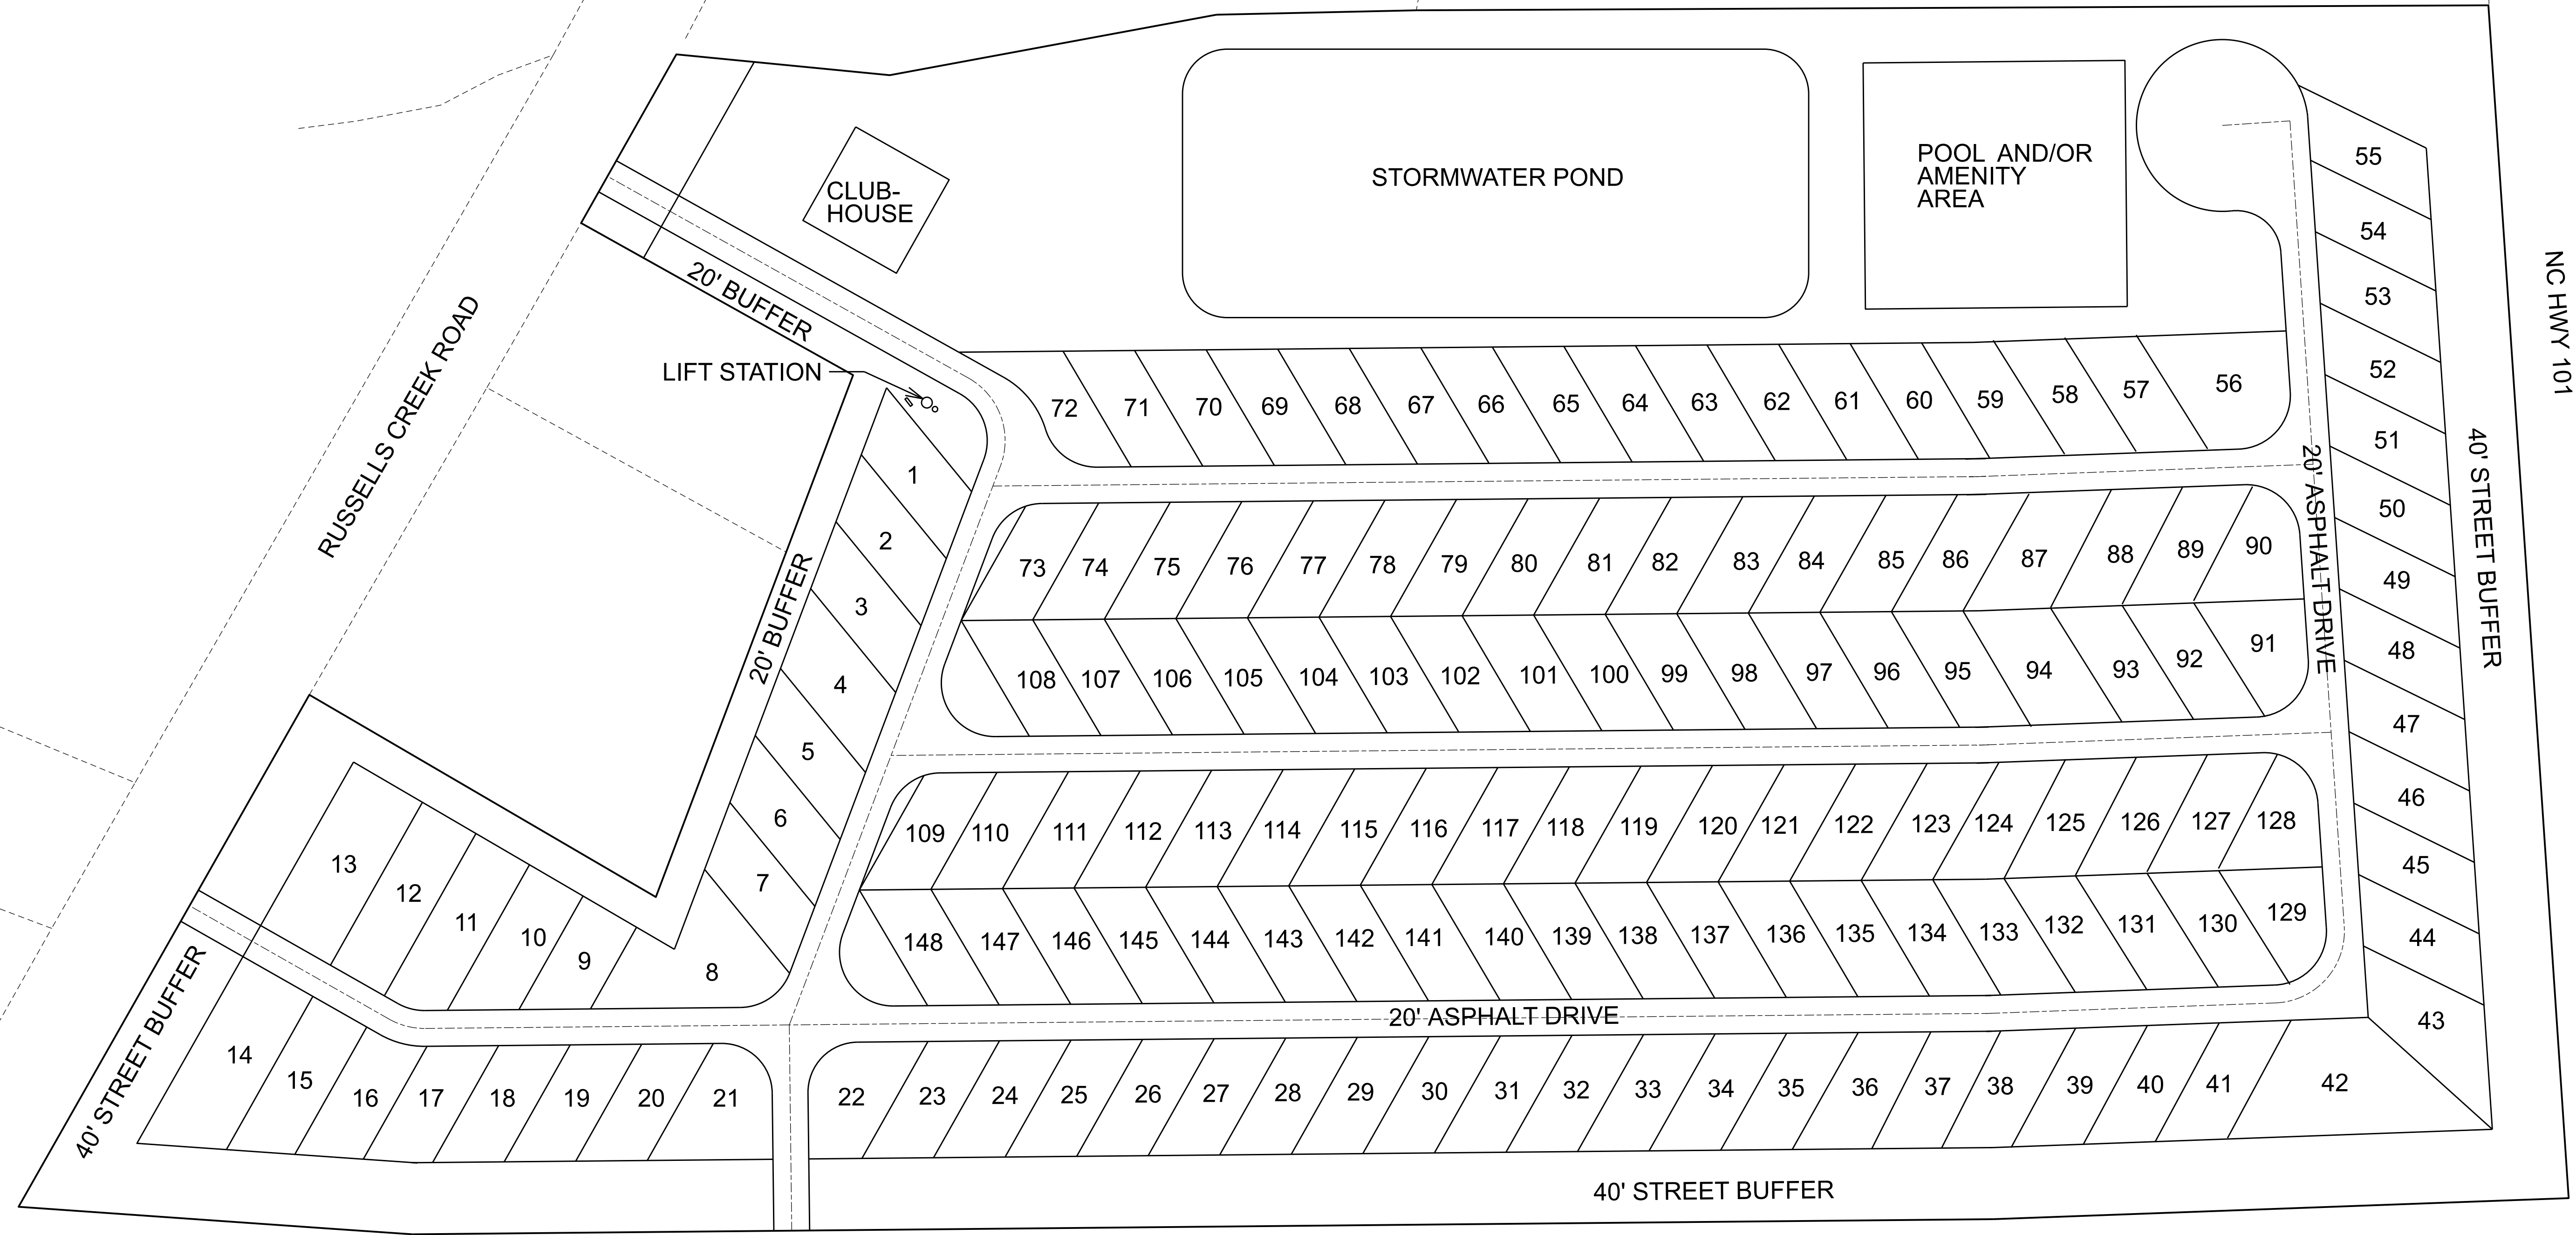 CLUB-
HOUSE
STORMWATER POND
POOL AND/OR
AMENITY
AREA
NC HWY 101
RUSSELLS CREEK ROAD
20' BUFFER
LIFT STATION
20' BUFFER
55
54
53
52
51
50
49
48
47
46
45
44
43
40' STREET BUFFER
20' ASPHALT DRIVE
72 71 70 69 68 67 66 65 64 63 62 61 60 59 58 57 56
1
2
3
4
5
6
7
8
73 74 75 76 77 78 79 80 81 82 83 84 85 86 87 88 89 90
108 107 106 105 104 103 102 101 100 99 98 97 96 95 94 93 92 91
109 110 111 112 113 114 115 116 117 118 119 120 121 122 123 124 125 126 127 128
148 147 146 145 144 143 142 141 140 139 138 137 136 135 134 133 132 131 130 129
13 12 11 10 9
20' ASPHALT DRIVE
40' STREET BUFFER
14 15 16 17 18 19 20 21 22 23 24 25 26 27 28 29 30 31 32 33 34 35 36 37 38 39 40 41 42
40' STREET BUFFER